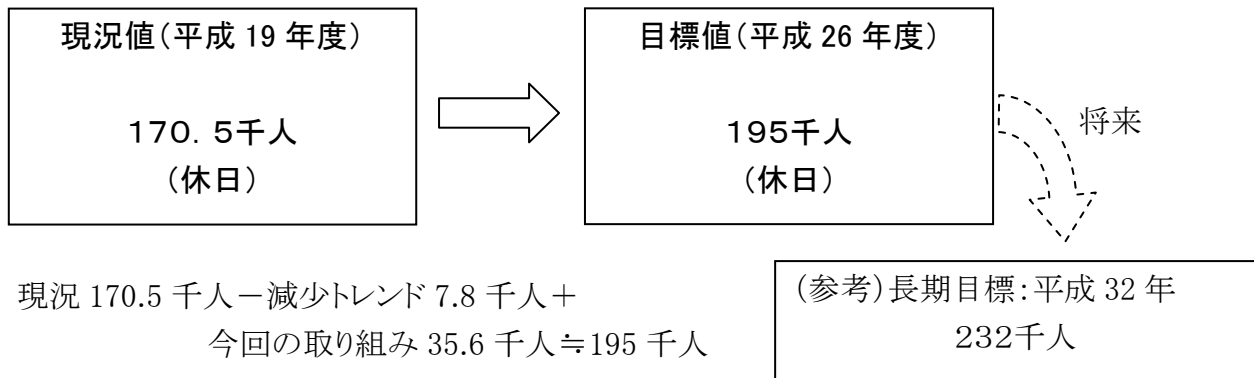 現況値（平成 19 年度）
１７０．５千人
（休日）
目標値（平成 26 年度）
１９５千人
（休日）
将来
現況 170.5 千人－減少トレンド 7.8 千人＋
今回の取り組み 35.6 千人≒195 千人
（参考）長期目標：平成 32 年
２３２千人